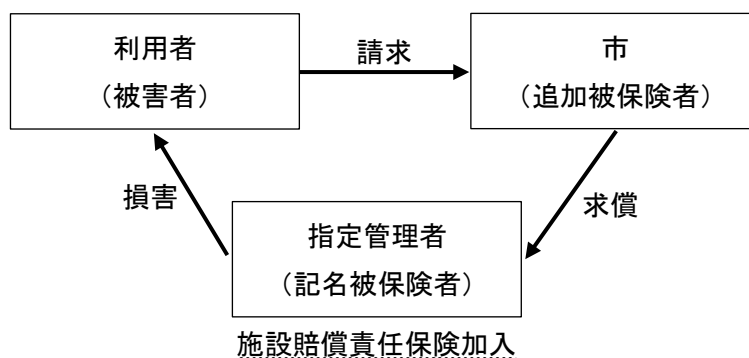 利用者
（被害者）
請求
市
（追加被保険者）
損害
求償
指定管理者
（記名被保険者）
施設賠償責任保険加入